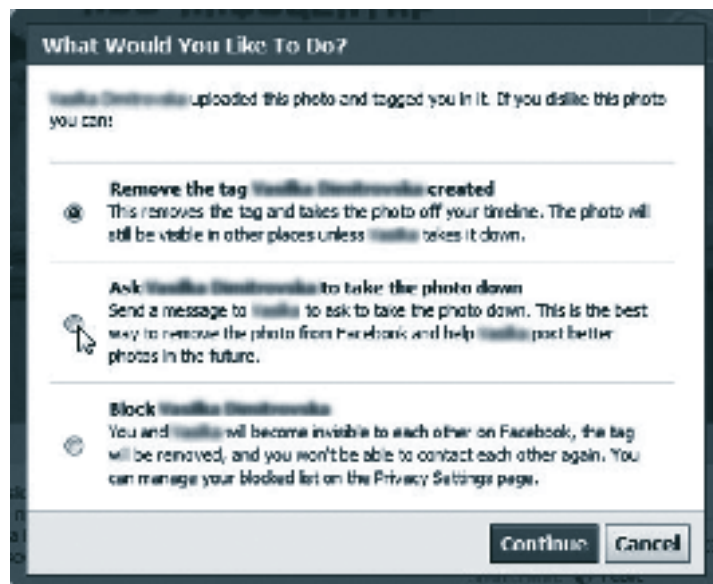 What Would You Like To Do?
uploaded this photo and tagged you in it. If you dislike this photo
you can:
Remove the tag created
This removes the tag and takes the photo off your timeline. The photo will
still be visible in other places unless takes it down.
Ask to take the photo down
Send a message to to ask to take the photo down. This is the best
way to remove the photo from Facebook and help post better
photos in the future.
Block
You and will become invisible to each other on Facebook, the tag
will be removed, and you won't be able to contact each other again. You
can manage your blocked list on the Privacy Settings page.
Continue Cancel